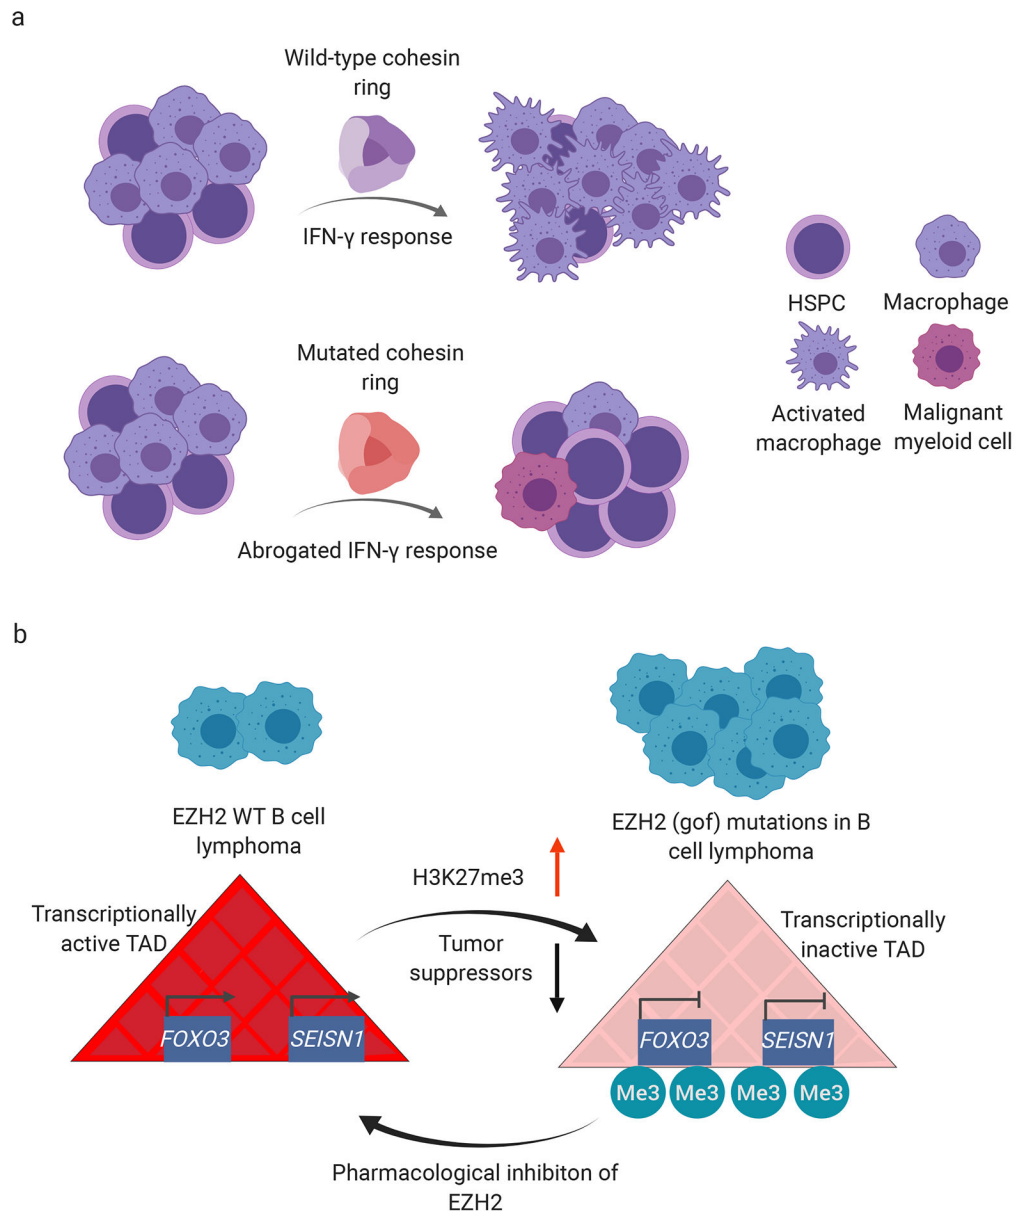 a
Wild-type cohesin
ring
IFN-γ response
HSPC
Macrophage
Activated
macrophage
Malignant
myeloid cell
Mutated cohesin
ring
Abrogated IFN-γ response
b
EZH2 WT B cell
lymphoma
EZH2 (gof) mutations in B
cell lymphoma
H3K27me3
Transcriptionally
active TAD
Tumor
suppressors
Transcriptionally
inactive TAD
FOXO3
SEISN1
FOXO3
SEISN1
Me3
Me3
Me3
Me3
Pharmacological inhibiton of
EZH2